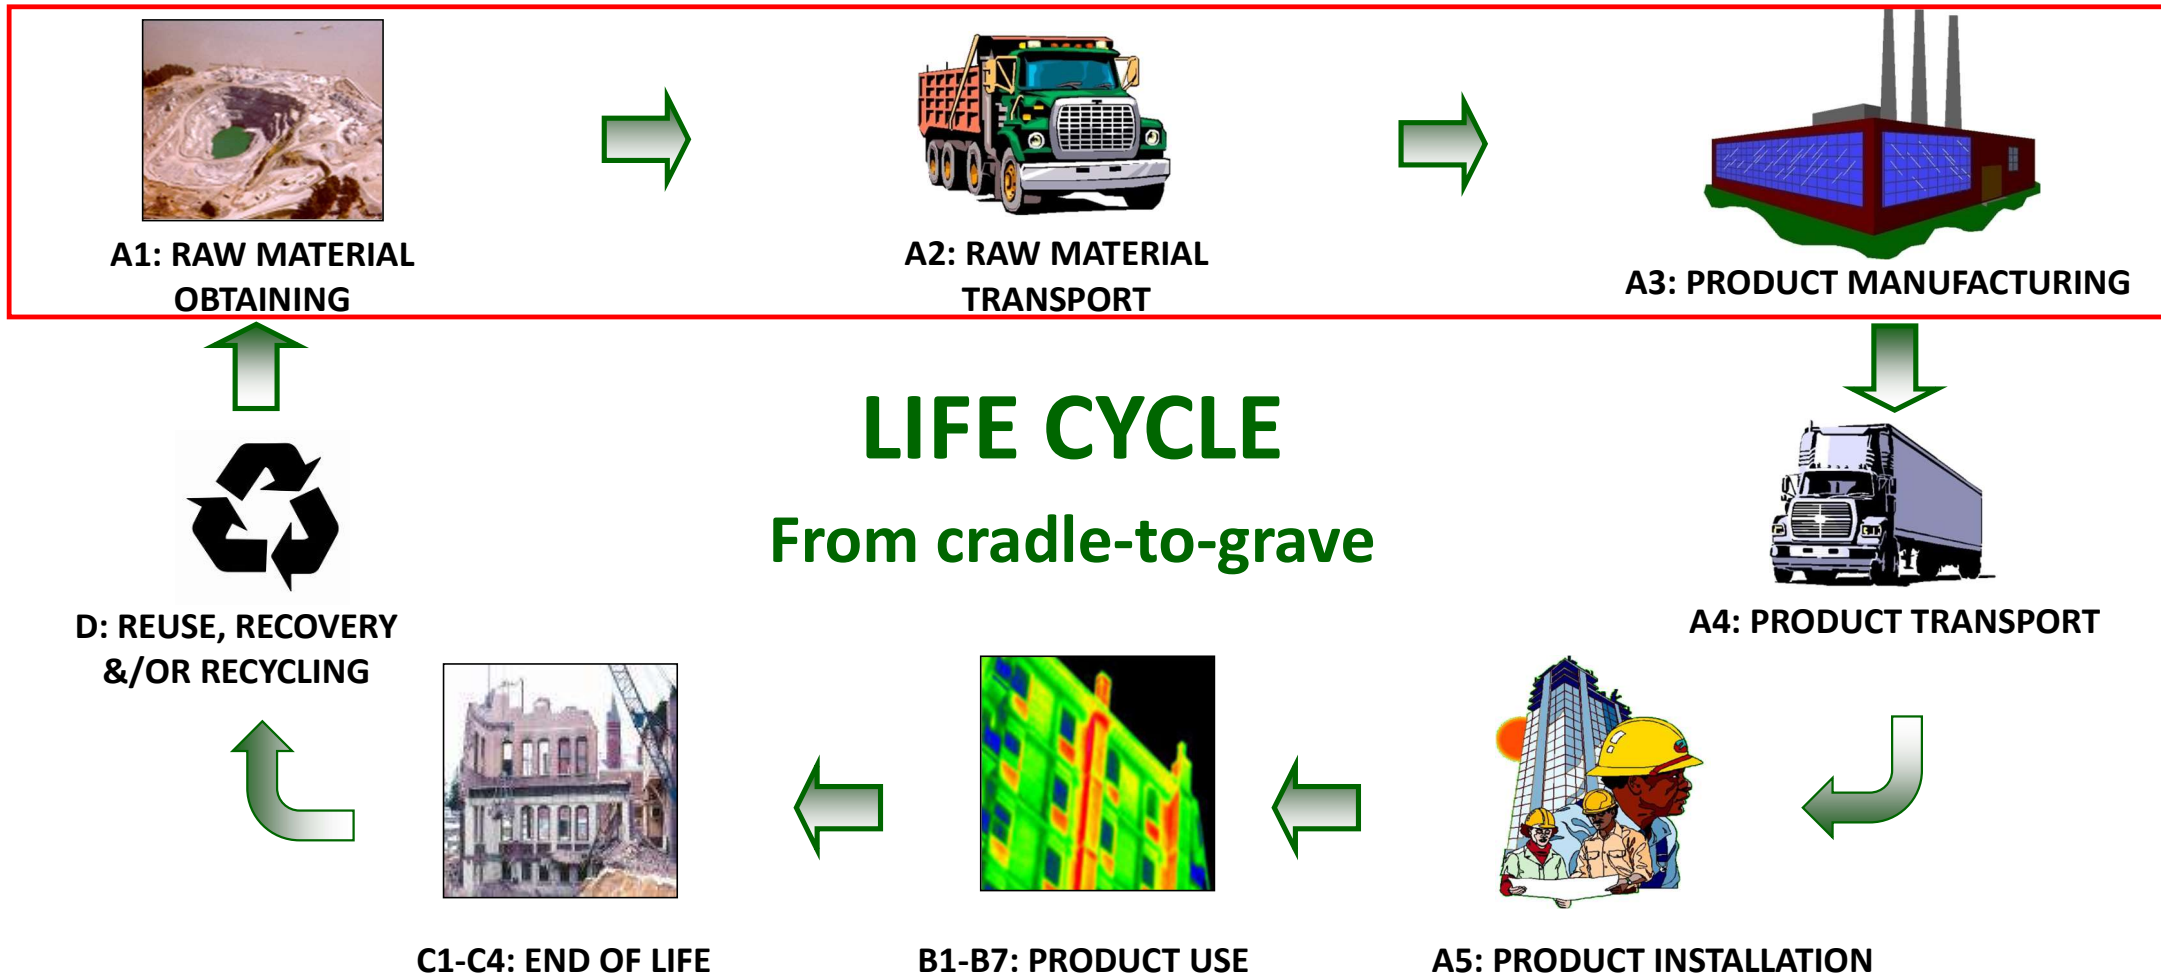 A1: RAW MATERIAL
OBTAINING
A2: RAW MATERIAL
TRANSPORT
A3: PRODUCT MANUFACTURING
LIFE CYCLE
From cradle-to-grave
A4: PRODUCT TRANSPORT
D: REUSE, RECOVERY
&/OR RECYCLING
C1-C4: END OF LIFE
B1-B7: PRODUCT USE
A5: PRODUCT INSTALLATION